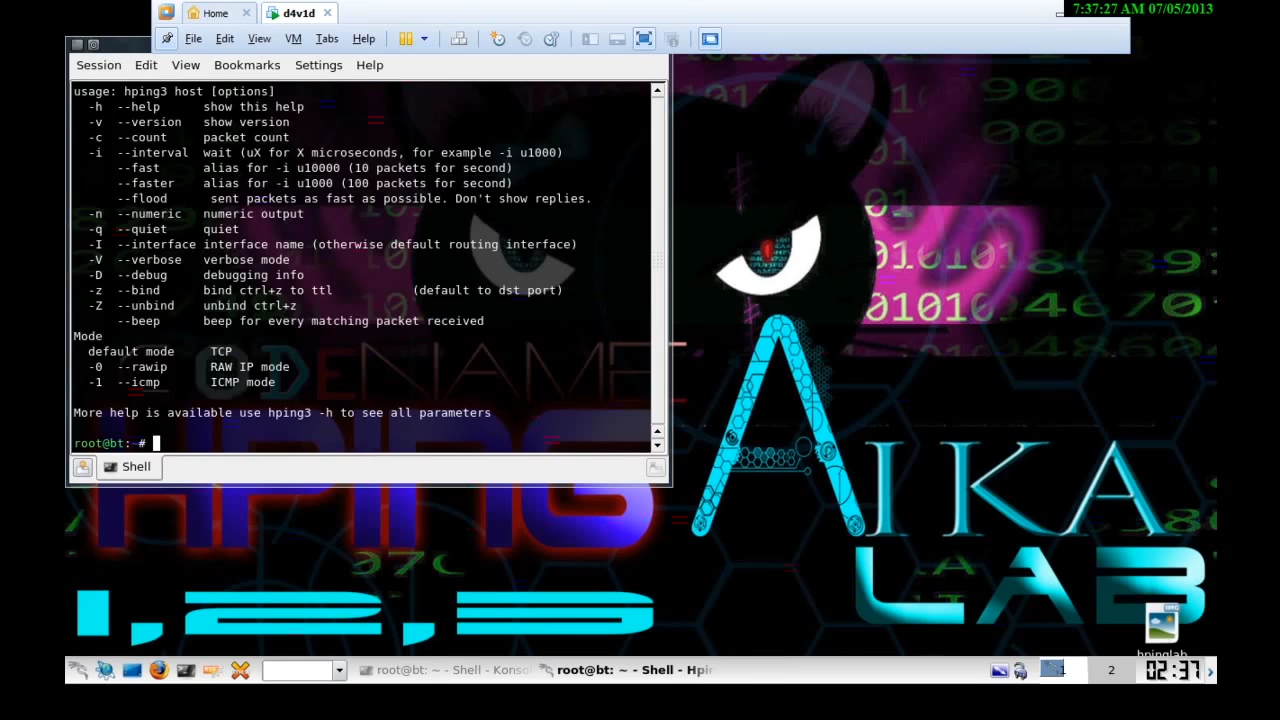 7:37:27 AM 07/05/2013
Home
d4v1d
File Edit View VM Tabs Help
Session Edit View Bookmarks Settings Help
usage: hping3 host [options]
-h --help show this help
-v --version show version
-c --count packet count
-i --interval wait (uX for X microseconds, for example -i u1000)
--fast alias for -i u10000 (10 packets for second)
--faster alias for -i u1000 (100 packets for second)
--flood sent packets as fast as possible. Don't show replies.
-n --numeric numeric output
-q --quiet quiet
-I --interface interface name (otherwise default routing interface)
-V --verbose verbose mode
-D --debug debugging info
-z --bind bind ctrl+z to ttl (default to dst port)
-Z --unbind unbind ctrl+z
--beep beep for every matching packet received
Mode
default mode TCP
-0 --rawip RAW IP mode
-1 --icmp ICMP mode
More help is available use hping3 -h to see all parameters
root@bt:~#
Shell
CODENAME
HPING
1,2,3
AIKA
LAB
hpinglab
root@bt: ~ - Shell - Konso
root@bt: ~ - Shell - Hpin
1
2
02:37